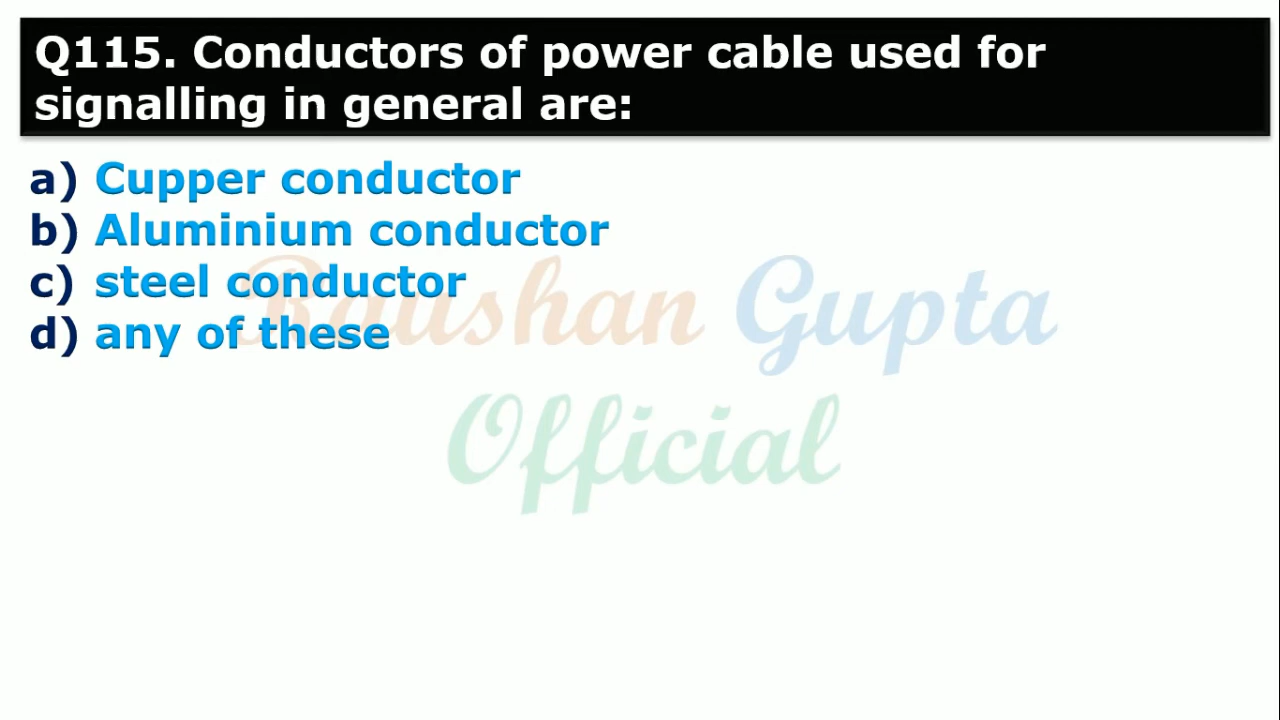 Q115. Conductors of power cable used for
signalling in general are:
a) Cupper conductor
b) Aluminium conductor
c) steel conductor
d) any of these
Raushan Gupta
Official